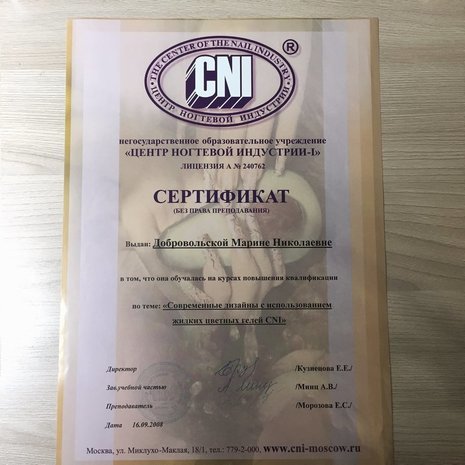 THE CENTER OF THE NAIL INDUSTRY
CNI
®
ЦЕНТР НОГТЕВОЙ ИНДУСТРИИ
негосударственное образовательное учреждение
«ЦЕНТР НОГТЕВОЙ ИНДУСТРИИ-I»
ЛИЦЕНЗИЯ А № 240762
СЕРТИФИКАТ
(БЕЗ ПРАВА ПРЕПОДАВАНИЯ)
Выдан: Добровольской Марине Николаевне
в том, что она обучалась на курсах повышения квалификации
по теме: «Современные дизайны с использованием
жидких цветных гелей CNI»
Директор /Кузнецова Е.Е./
Зав.учебной частью /Минц А.В./
Преподаватель /Морозова Е.С./
Дата 16.09.2008
Москва, ул. Миклухо-Маклая, 18/1, тел.: 779-2-000, www.cni-moscow.ru